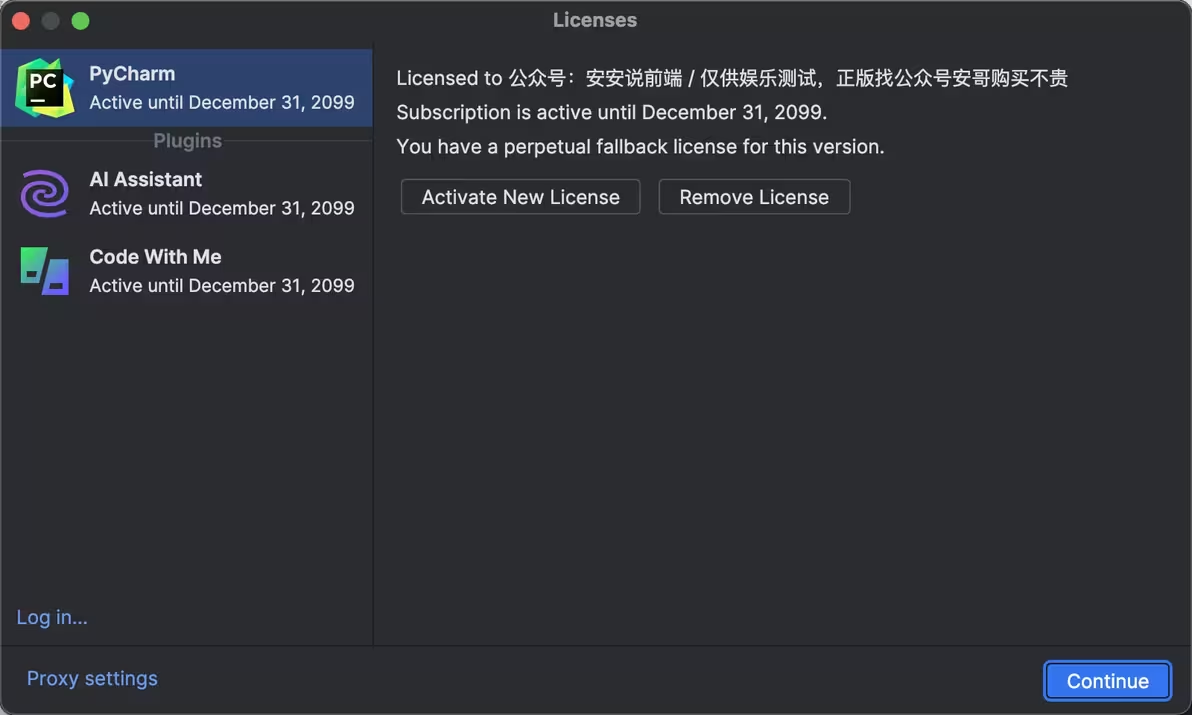 Licenses
PC
PyCharm
Active until December 31, 2099
Plugins
AI Assistant
Active until December 31, 2099
Code With Me
Active until December 31, 2099
Log in...
Licensed to 公众号：安安说前端 / 仅供娱乐测试，正版找公众号安哥购买不贵
Subscription is active until December 31, 2099.
You have a perpetual fallback license for this version.
Activate New License
Remove License
Proxy settings
Continue